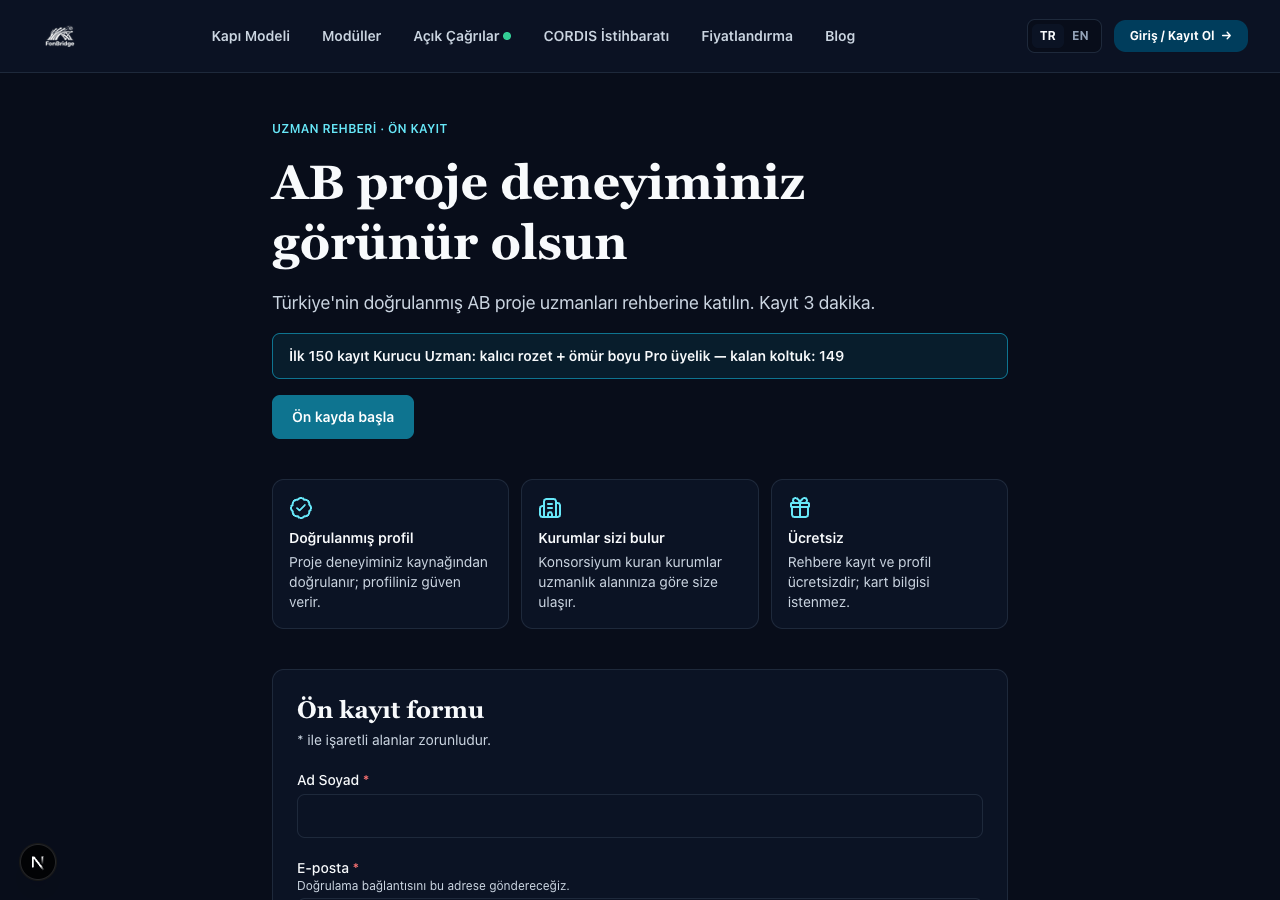 FonBridge
Kapı Modeli
Modüller
Açık Çağrılar
CORDIS İstihbaratı
Fiyatlandırma
Blog
TR
EN
Giriş / Kayıt Ol →
UZMAN REHBERİ · ÖN KAYIT
AB proje deneyiminiz
görünür olsun
Türkiye'nin doğrulanmış AB proje uzmanları rehberine katılın. Kayıt 3 dakika.
İlk 150 kayıt Kurucu Uzman: kalıcı rozet + ömür boyu Pro üyelik — kalan koltuk: 149
Ön kayda başla
Doğrulanmış profil
Proje deneyiminiz kaynağından
doğrulanır; profiliniz güven
verir.
Kurumlar sizi bulur
Konsorsiyum kuran kurumlar
uzmanlık alanınıza göre size
ulaşır.
Ücretsiz
Rehbere kayıt ve profil
ücretsizdir; kart bilgisi
istenmez.
Ön kayıt formu
* ile işaretli alanlar zorunludur.
Ad Soyad *
E-posta *
Doğrulama bağlantısını bu adrese göndereceğiz.
N